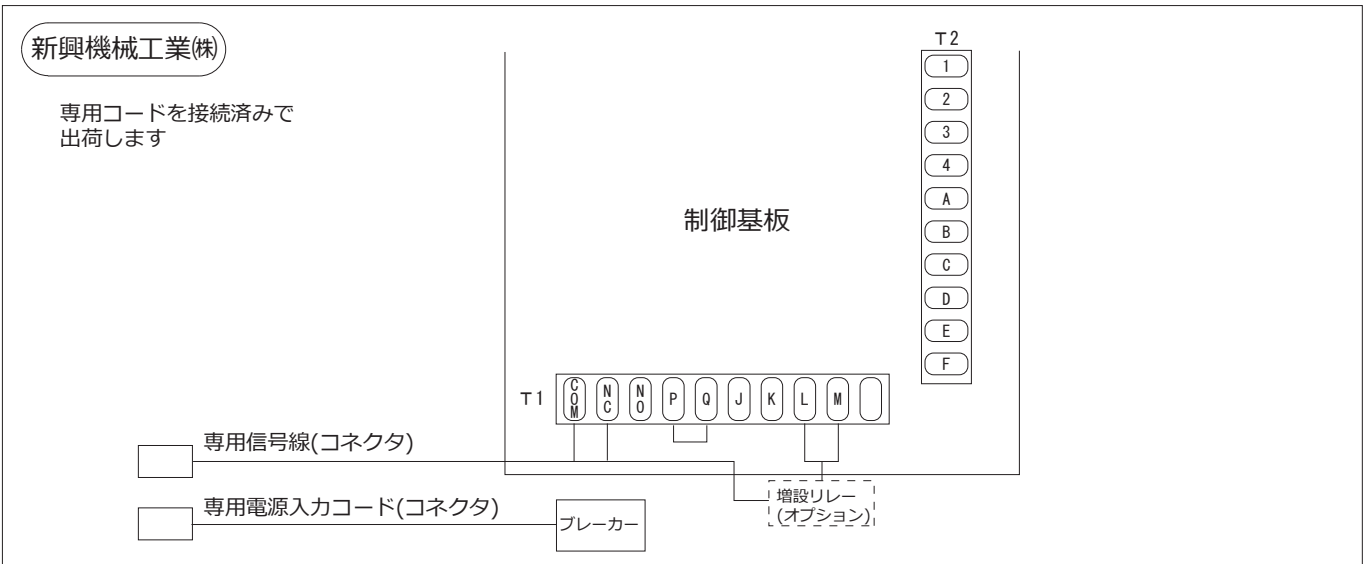 新興機械工業㈱
専用コードを接続済みで
出荷します
制御基板
T2
1
2
3
4
A
B
C
D
E
F
T1
COM
NC
NO
P
Q
J
K
L
M
専用信号線(コネクタ)
専用電源入力コード(コネクタ)
ブレーカー
増設リレー
(オプション)